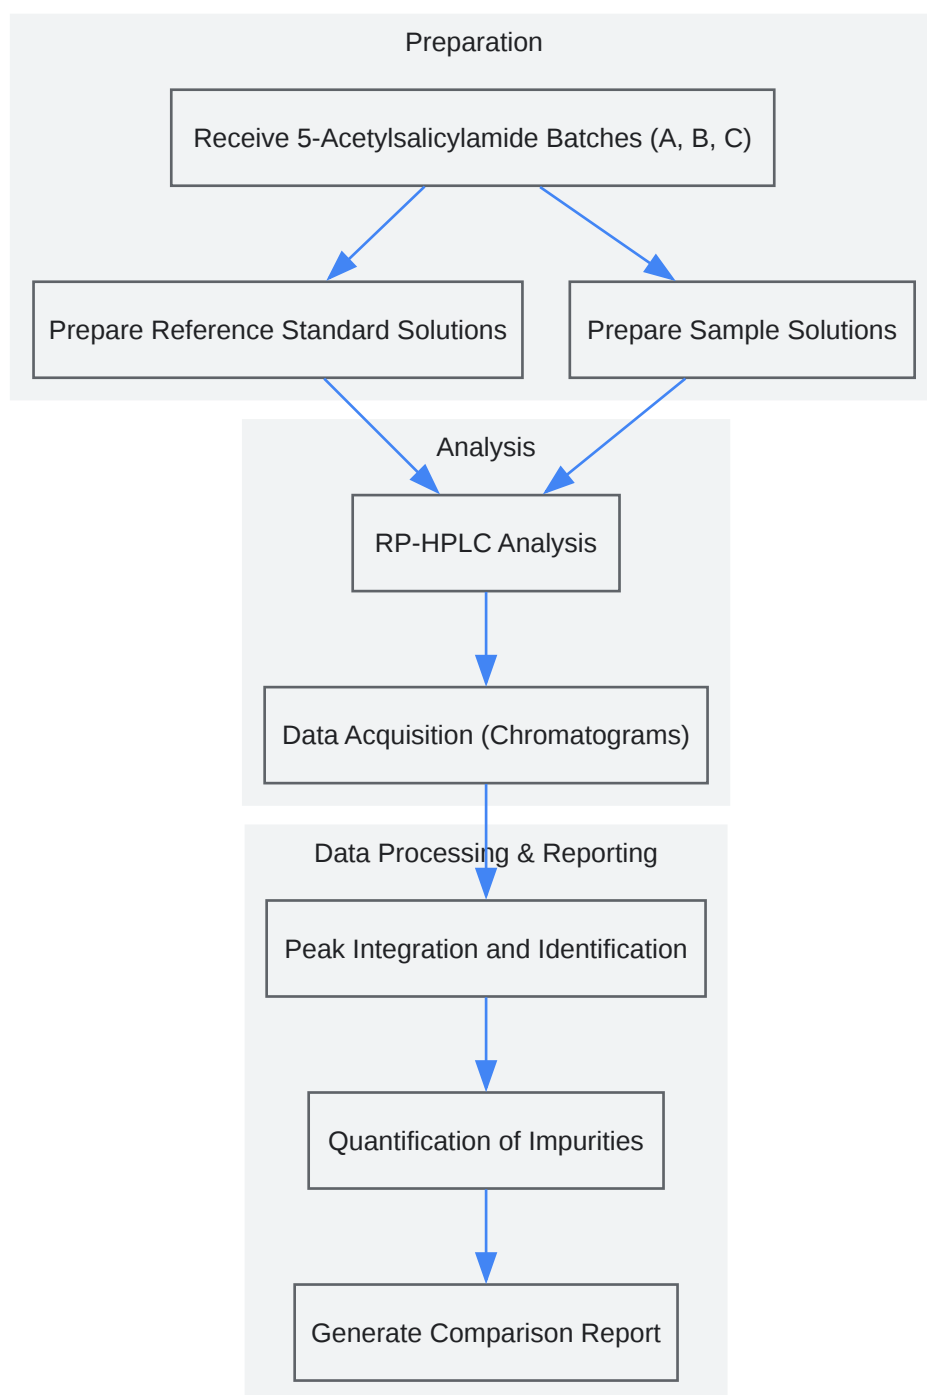 Preparation
Receive 5-Acetylsalicylamide Batches (A, B, C)
Prepare Reference Standard Solutions
Prepare Sample Solutions
Analysis
RP-HPLC Analysis
Data Acquisition (Chromatograms)
Data Processing & Reporting
Peak Integration and Identification
Quantification of Impurities
Generate Comparison Report